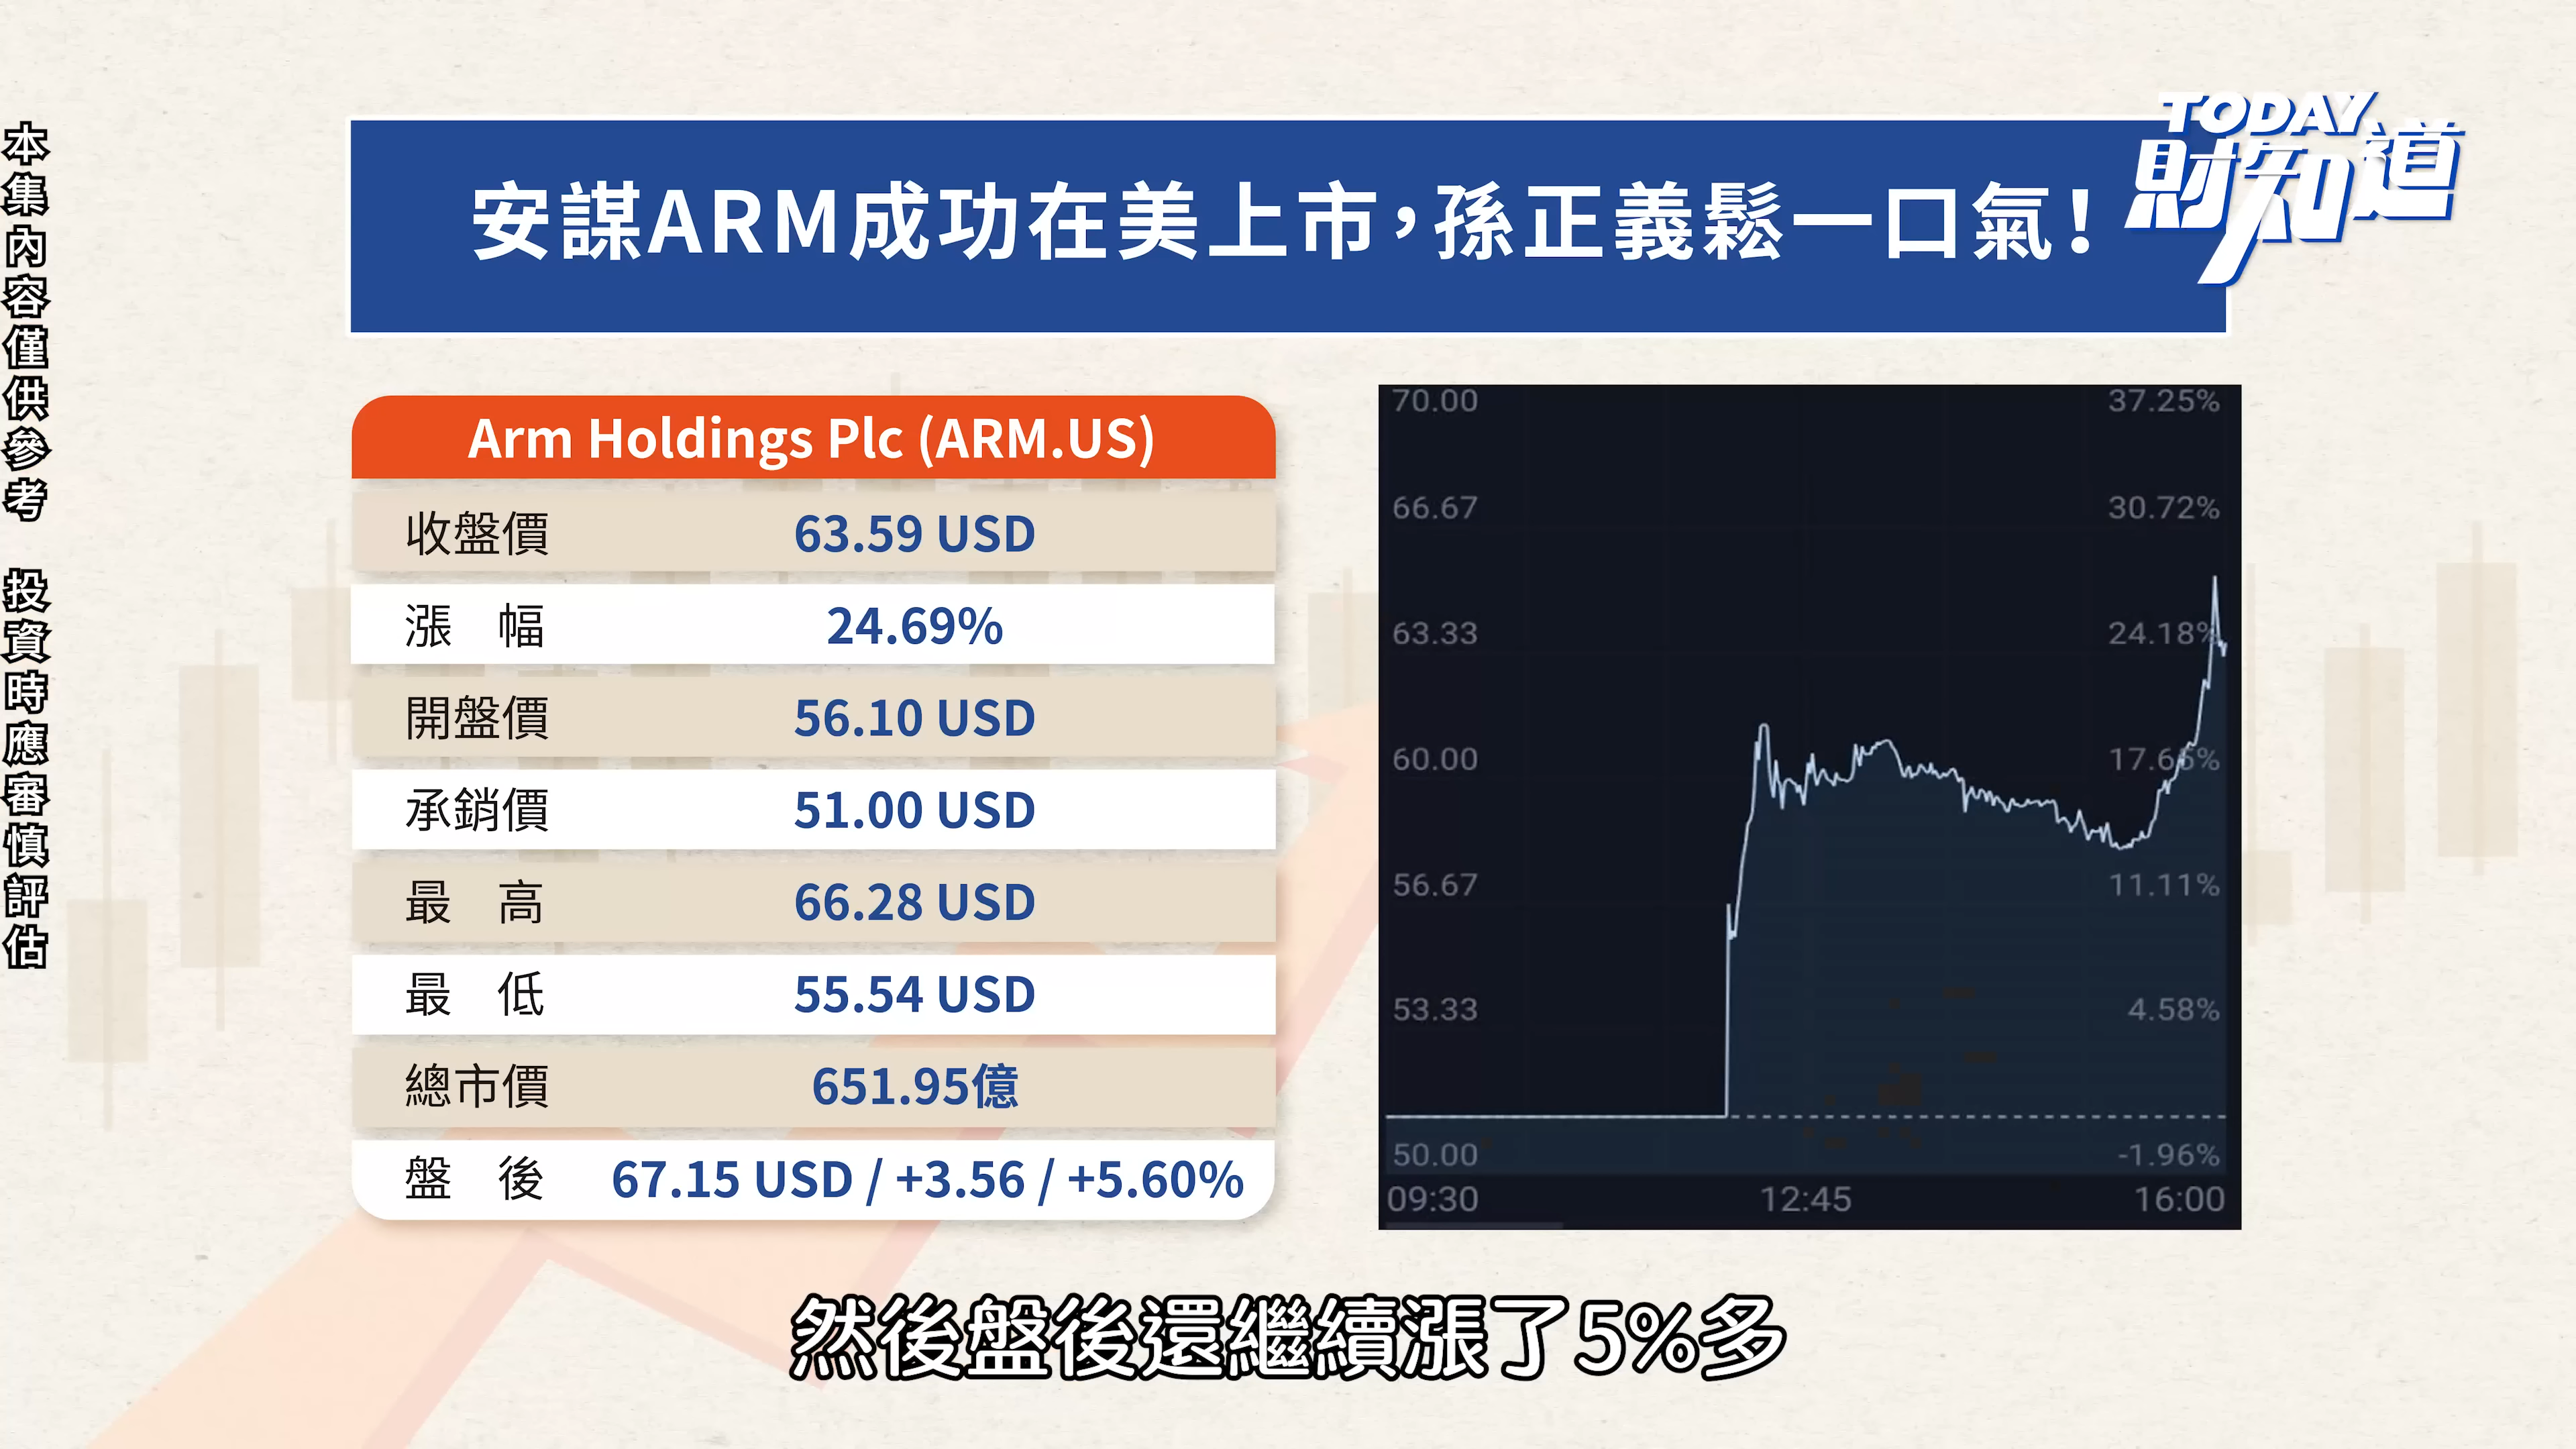 本集內容僅供參考 投資時應審慎評估
TODAY
財知道
安謀ARM成功在美上市,孫正義鬆一口氣!
Arm Holdings Plc (ARM.US)
收盤價 63.59 USD
漲幅 24.69%
開盤價 56.10 USD
承銷價 51.00 USD
最高 66.28 USD
最低 55.54 USD
總市價 651.95億
盤後 67.15 USD / +3.56 / +5.60%
70.00 37.25%
66.67 30.72%
63.33 24.18%
60.00 17.65%
56.67 11.11%
53.33 4.58%
50.00 -1.96%
09:30 12:45 16:00
然後盤後還繼續漲了5%多